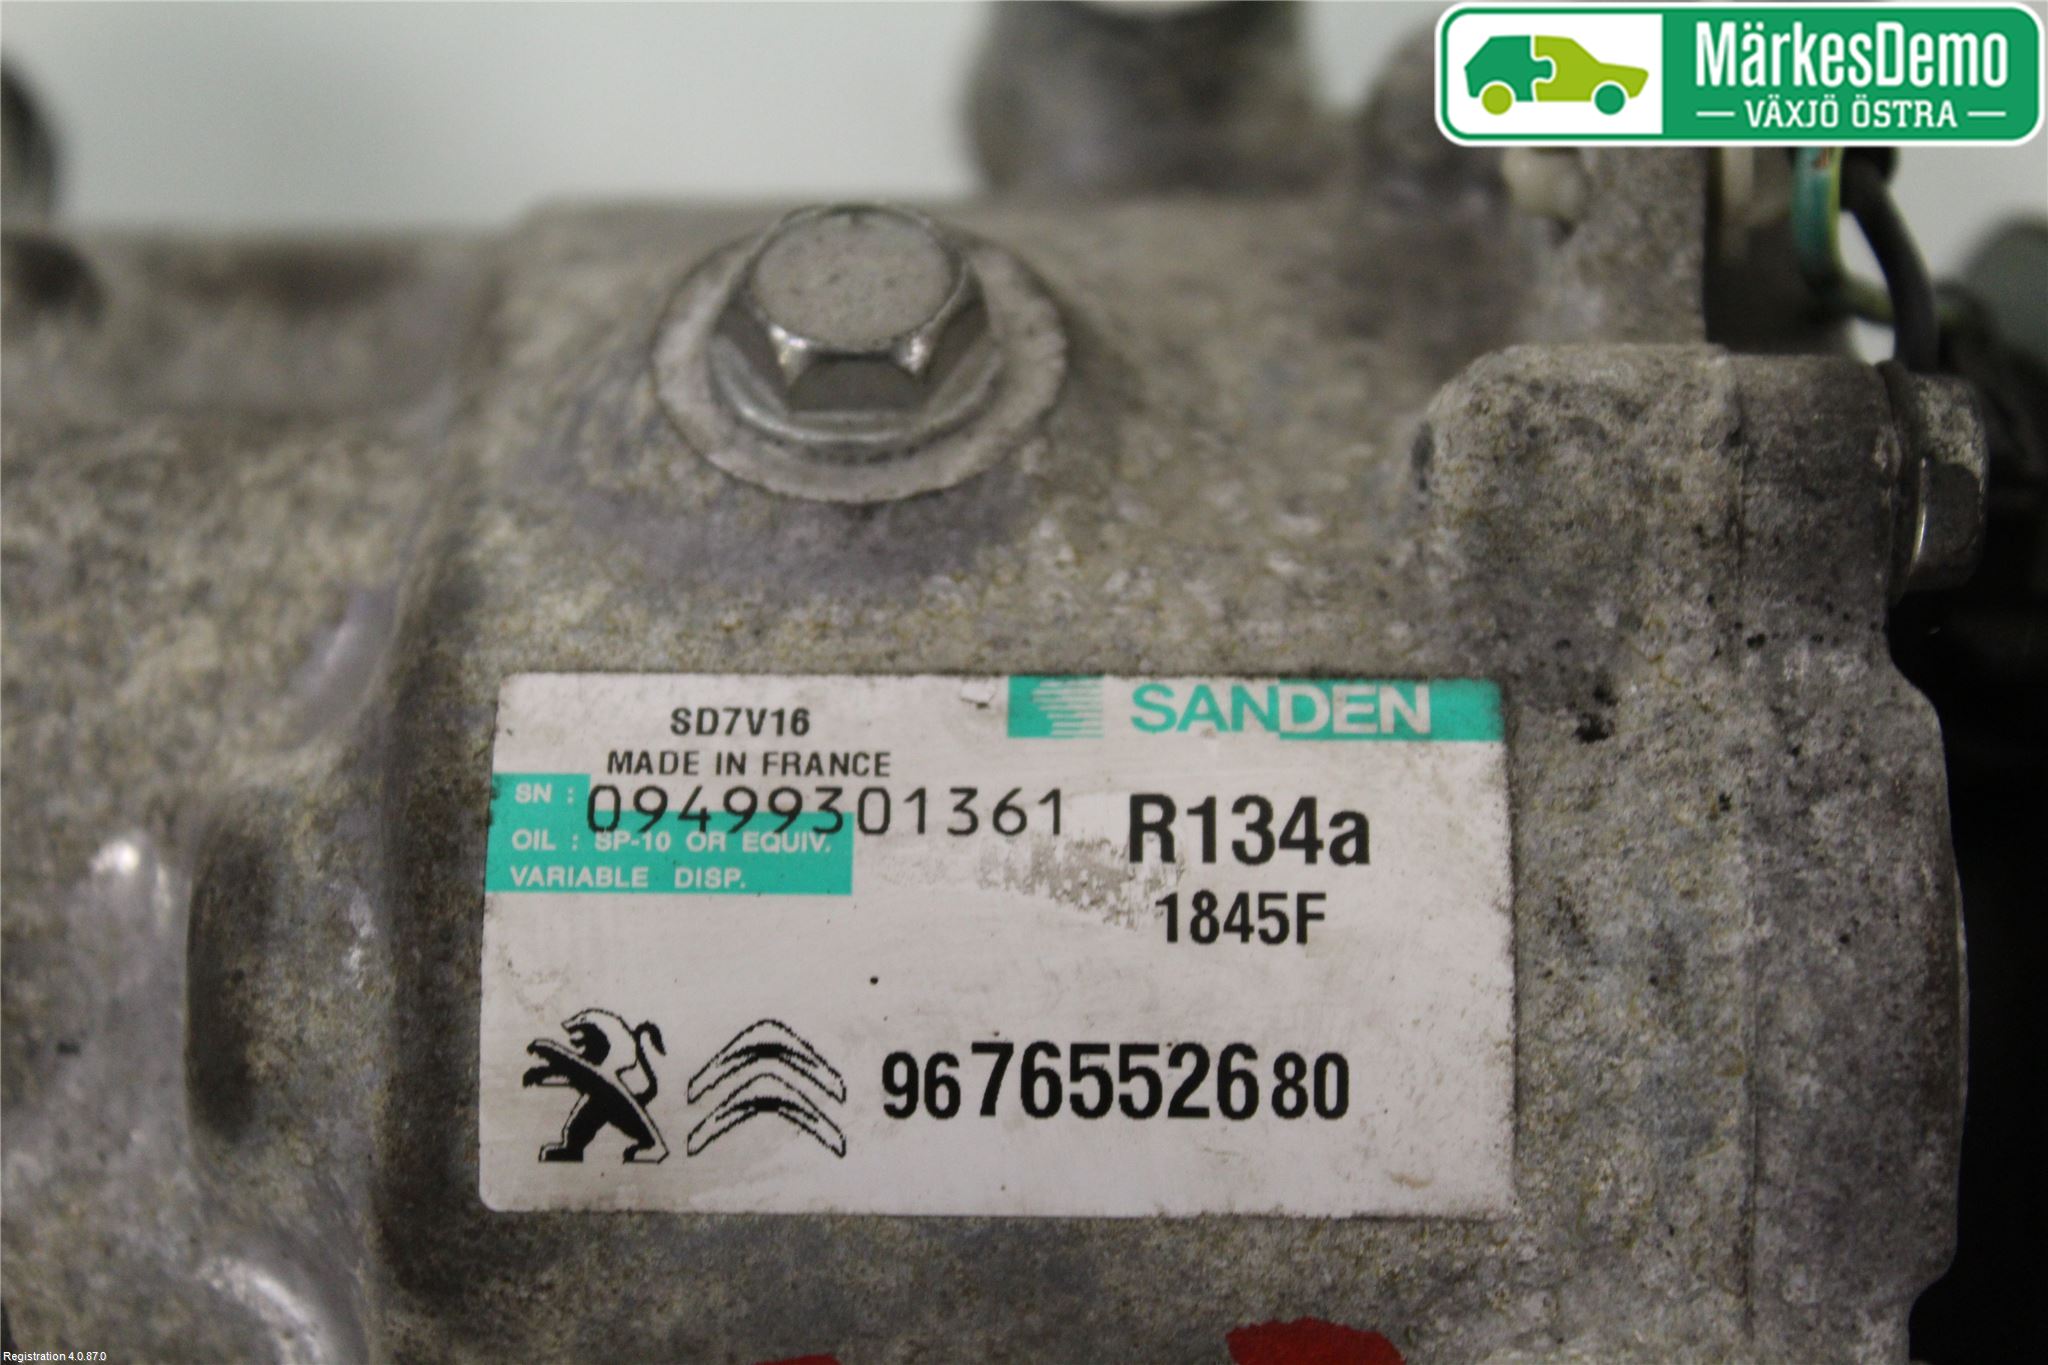 MärkesDemo
VÄXJÖ ÖSTRA
SANDEN
SD7V16
MADE IN FRANCE
SN : 09499301361
R134a
OIL : SP-10 OR EQUIV.
VARIABLE DISP.
1845F
9676552680
Registration 4.0.87.0